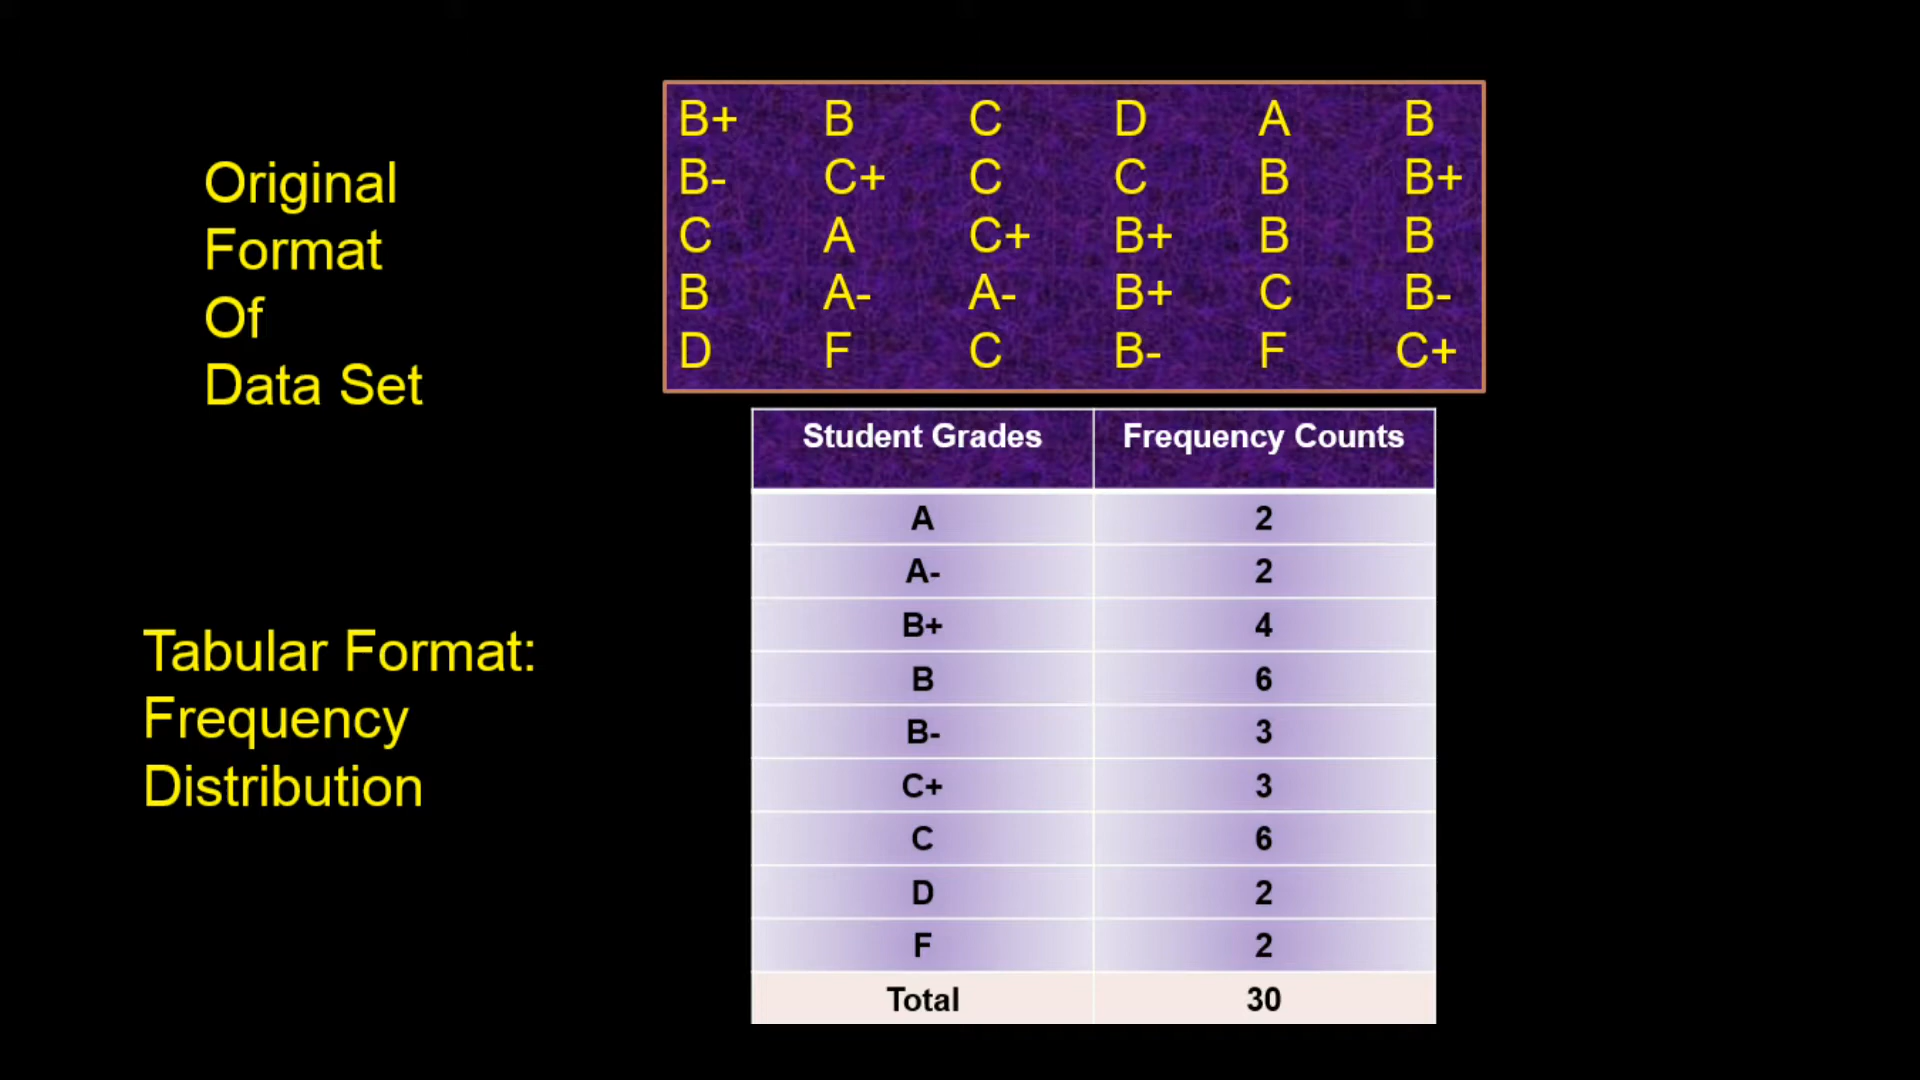 Original
Format
Of
Data Set
B+ B C D A B
B- C+ C C B B+
C A C+ B+ B B
B A- A- B+ C B-
D F C B- F C+
Tabular Format:
Frequency
Distribution
Student Grades Frequency Counts
A 2
A- 2
B+ 4
B 6
B- 3
C+ 3
C 6
D 2
F 2
Total 30